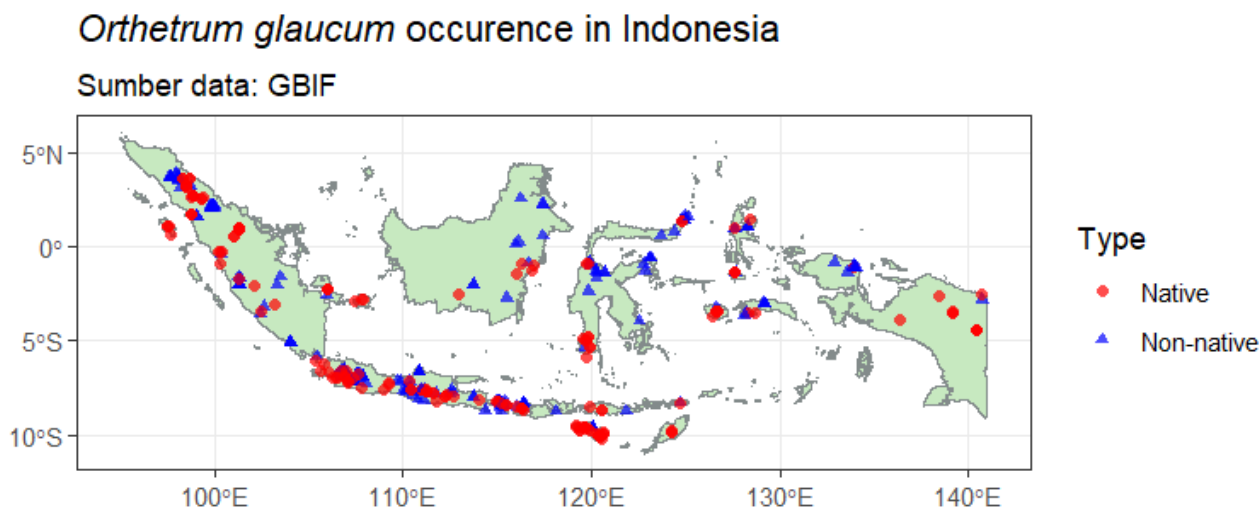 Orthetrum glaucum occurence in Indonesia
Sumber data: GBIF
5°N
0°
5°S
10°S
100°E 110°E 120°E 130°E 140°E
Type
Native
Non-native